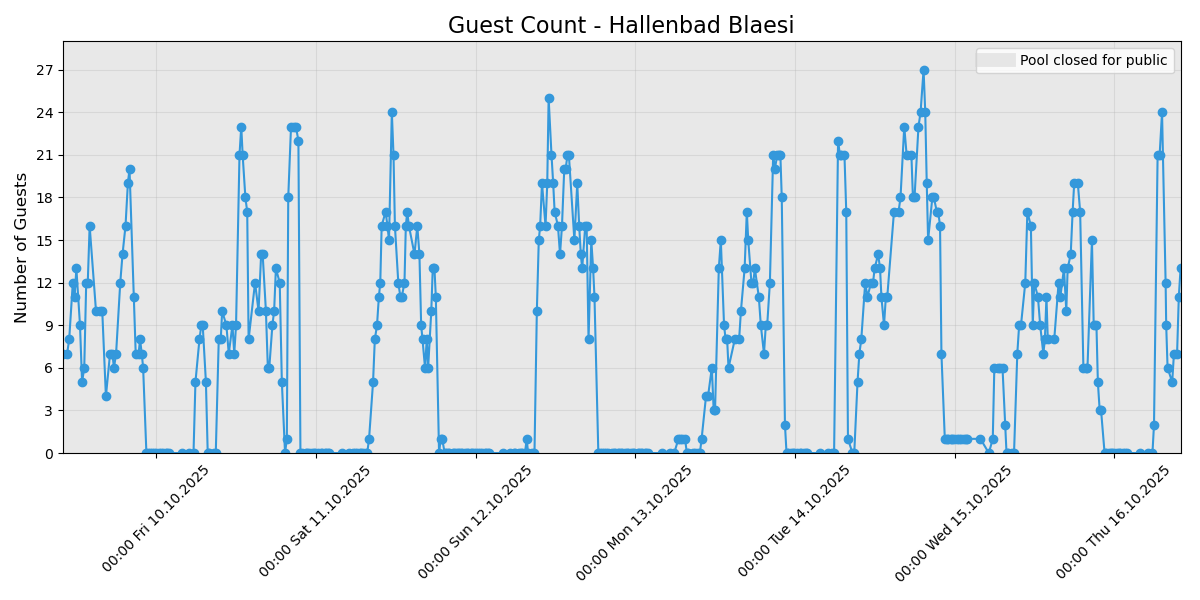 Guest Count - Hallenbad Blaesi
Pool closed for public
Number of Guests
27
24
21
18
15
12
9
6
3
0
00:00 Fri 10.10.2025
00:00 Sat 11.10.2025
00:00 Sun 12.10.2025
00:00 Mon 13.10.2025
00:00 Tue 14.10.2025
00:00 Wed 15.10.2025
00:00 Thu 16.10.2025